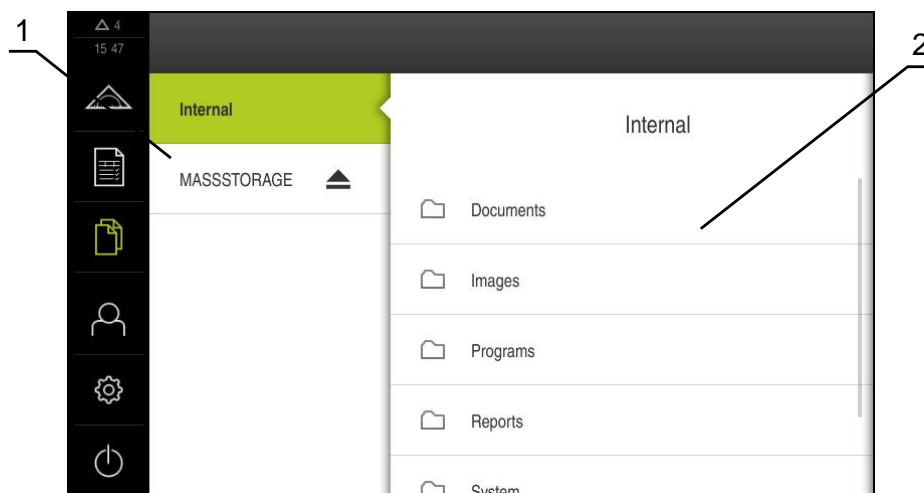 1
2
4
15 47
Internal
MASSSTORAGE
Internal
Documents
Images
Programs
Reports
System